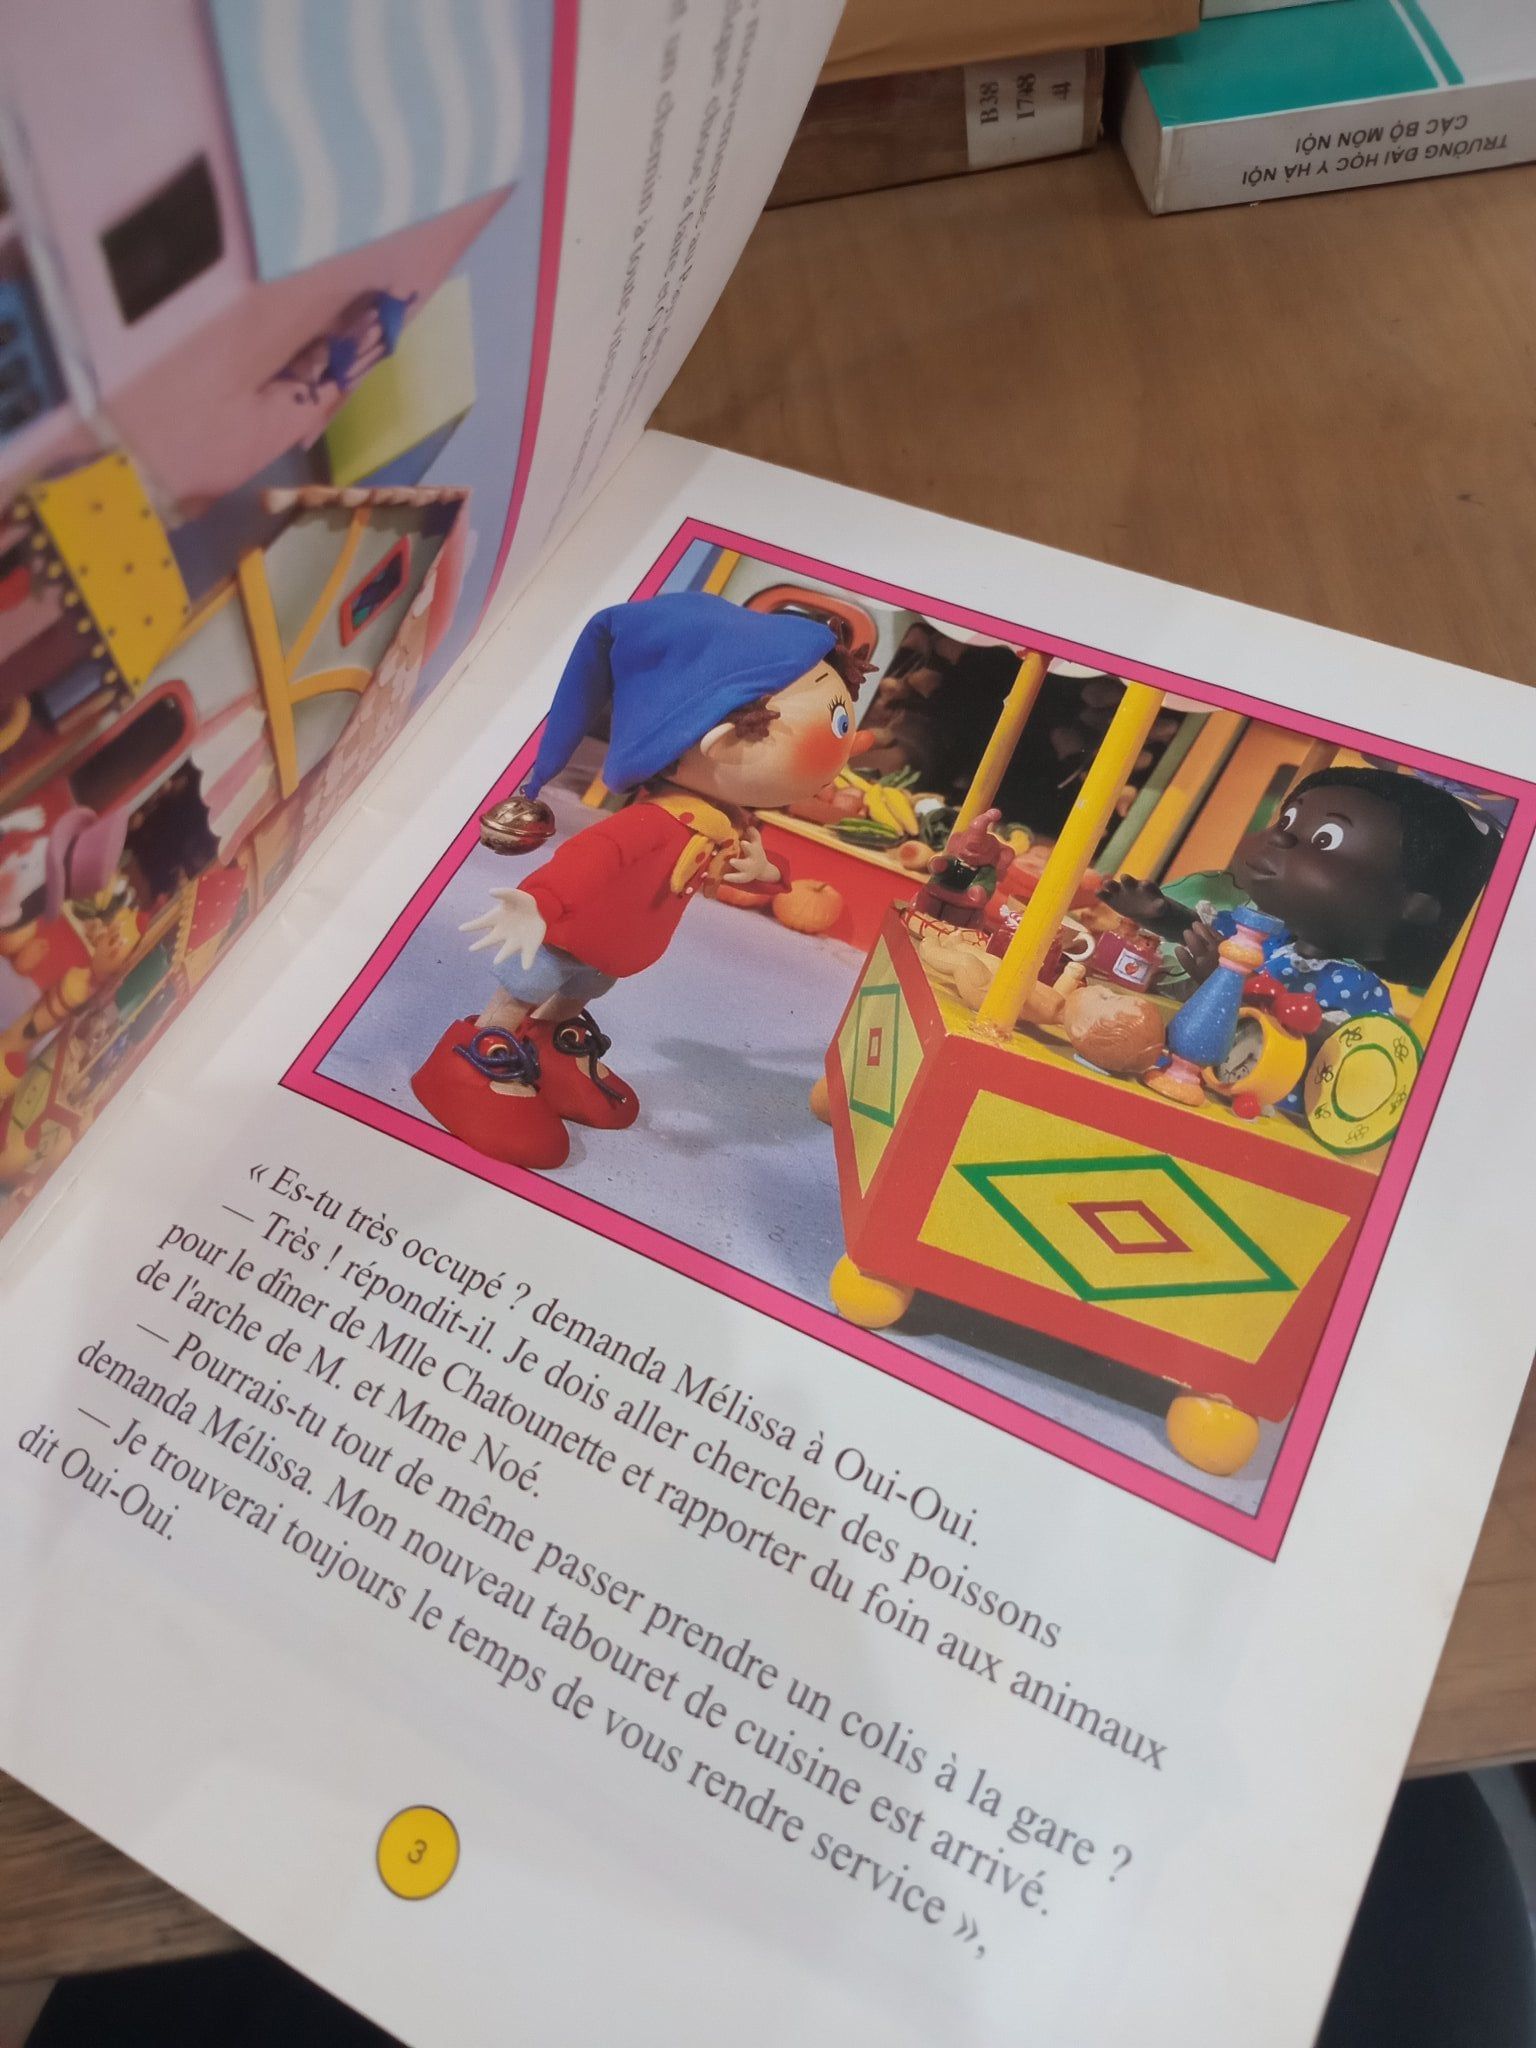 B38
1798
TRƯỜNG ĐẠI HỌC Y HÀ NỘI
CÁC BỘ MÔN NỘI
un chemin à toute
« Es-tu très occupé ? demanda Mélissa à Oui-Oui.
— Très ! répondit-il. Je dois aller chercher des poissons
pour le dîner de Mlle Chatounette et rapporter du foin aux animaux
de l'arche de M. et Mme Noé.
— Pourrais-tu tout de même passer prendre un colis à la gare ?
demanda Mélissa. Mon nouveau tabouret de cuisine est arrivé.
— Je trouverai toujours le temps de vous rendre service »,
dit Oui-Oui.
3